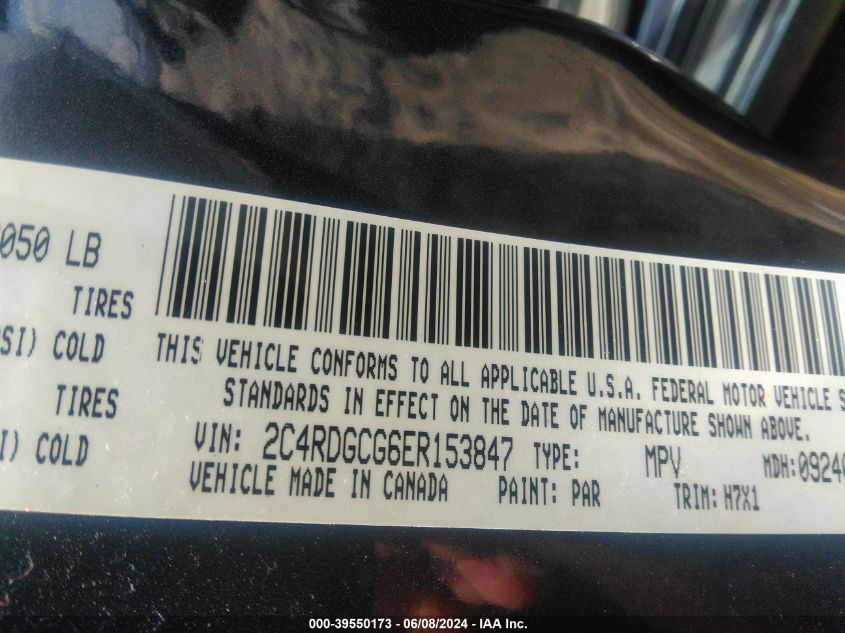 050 LB
TIRES
SI) COLD
TIRES
SI) COLD
THIS VEHICLE CONFORMS TO ALL APPLICABLE U.S.A. FEDERAL MOTOR VEHICLE S
STANDARDS IN EFFECT ON THE DATE OF MANUFACTURE SHOWN ABOVE.
VIN: 2C4RDGCG6ER153847 TYPE: MPV MDH:0924
VEHICLE MADE IN CANADA PAINT: PAR TRIM: H7X1
000-39550173 - 06/08/2024 - IAA Inc.